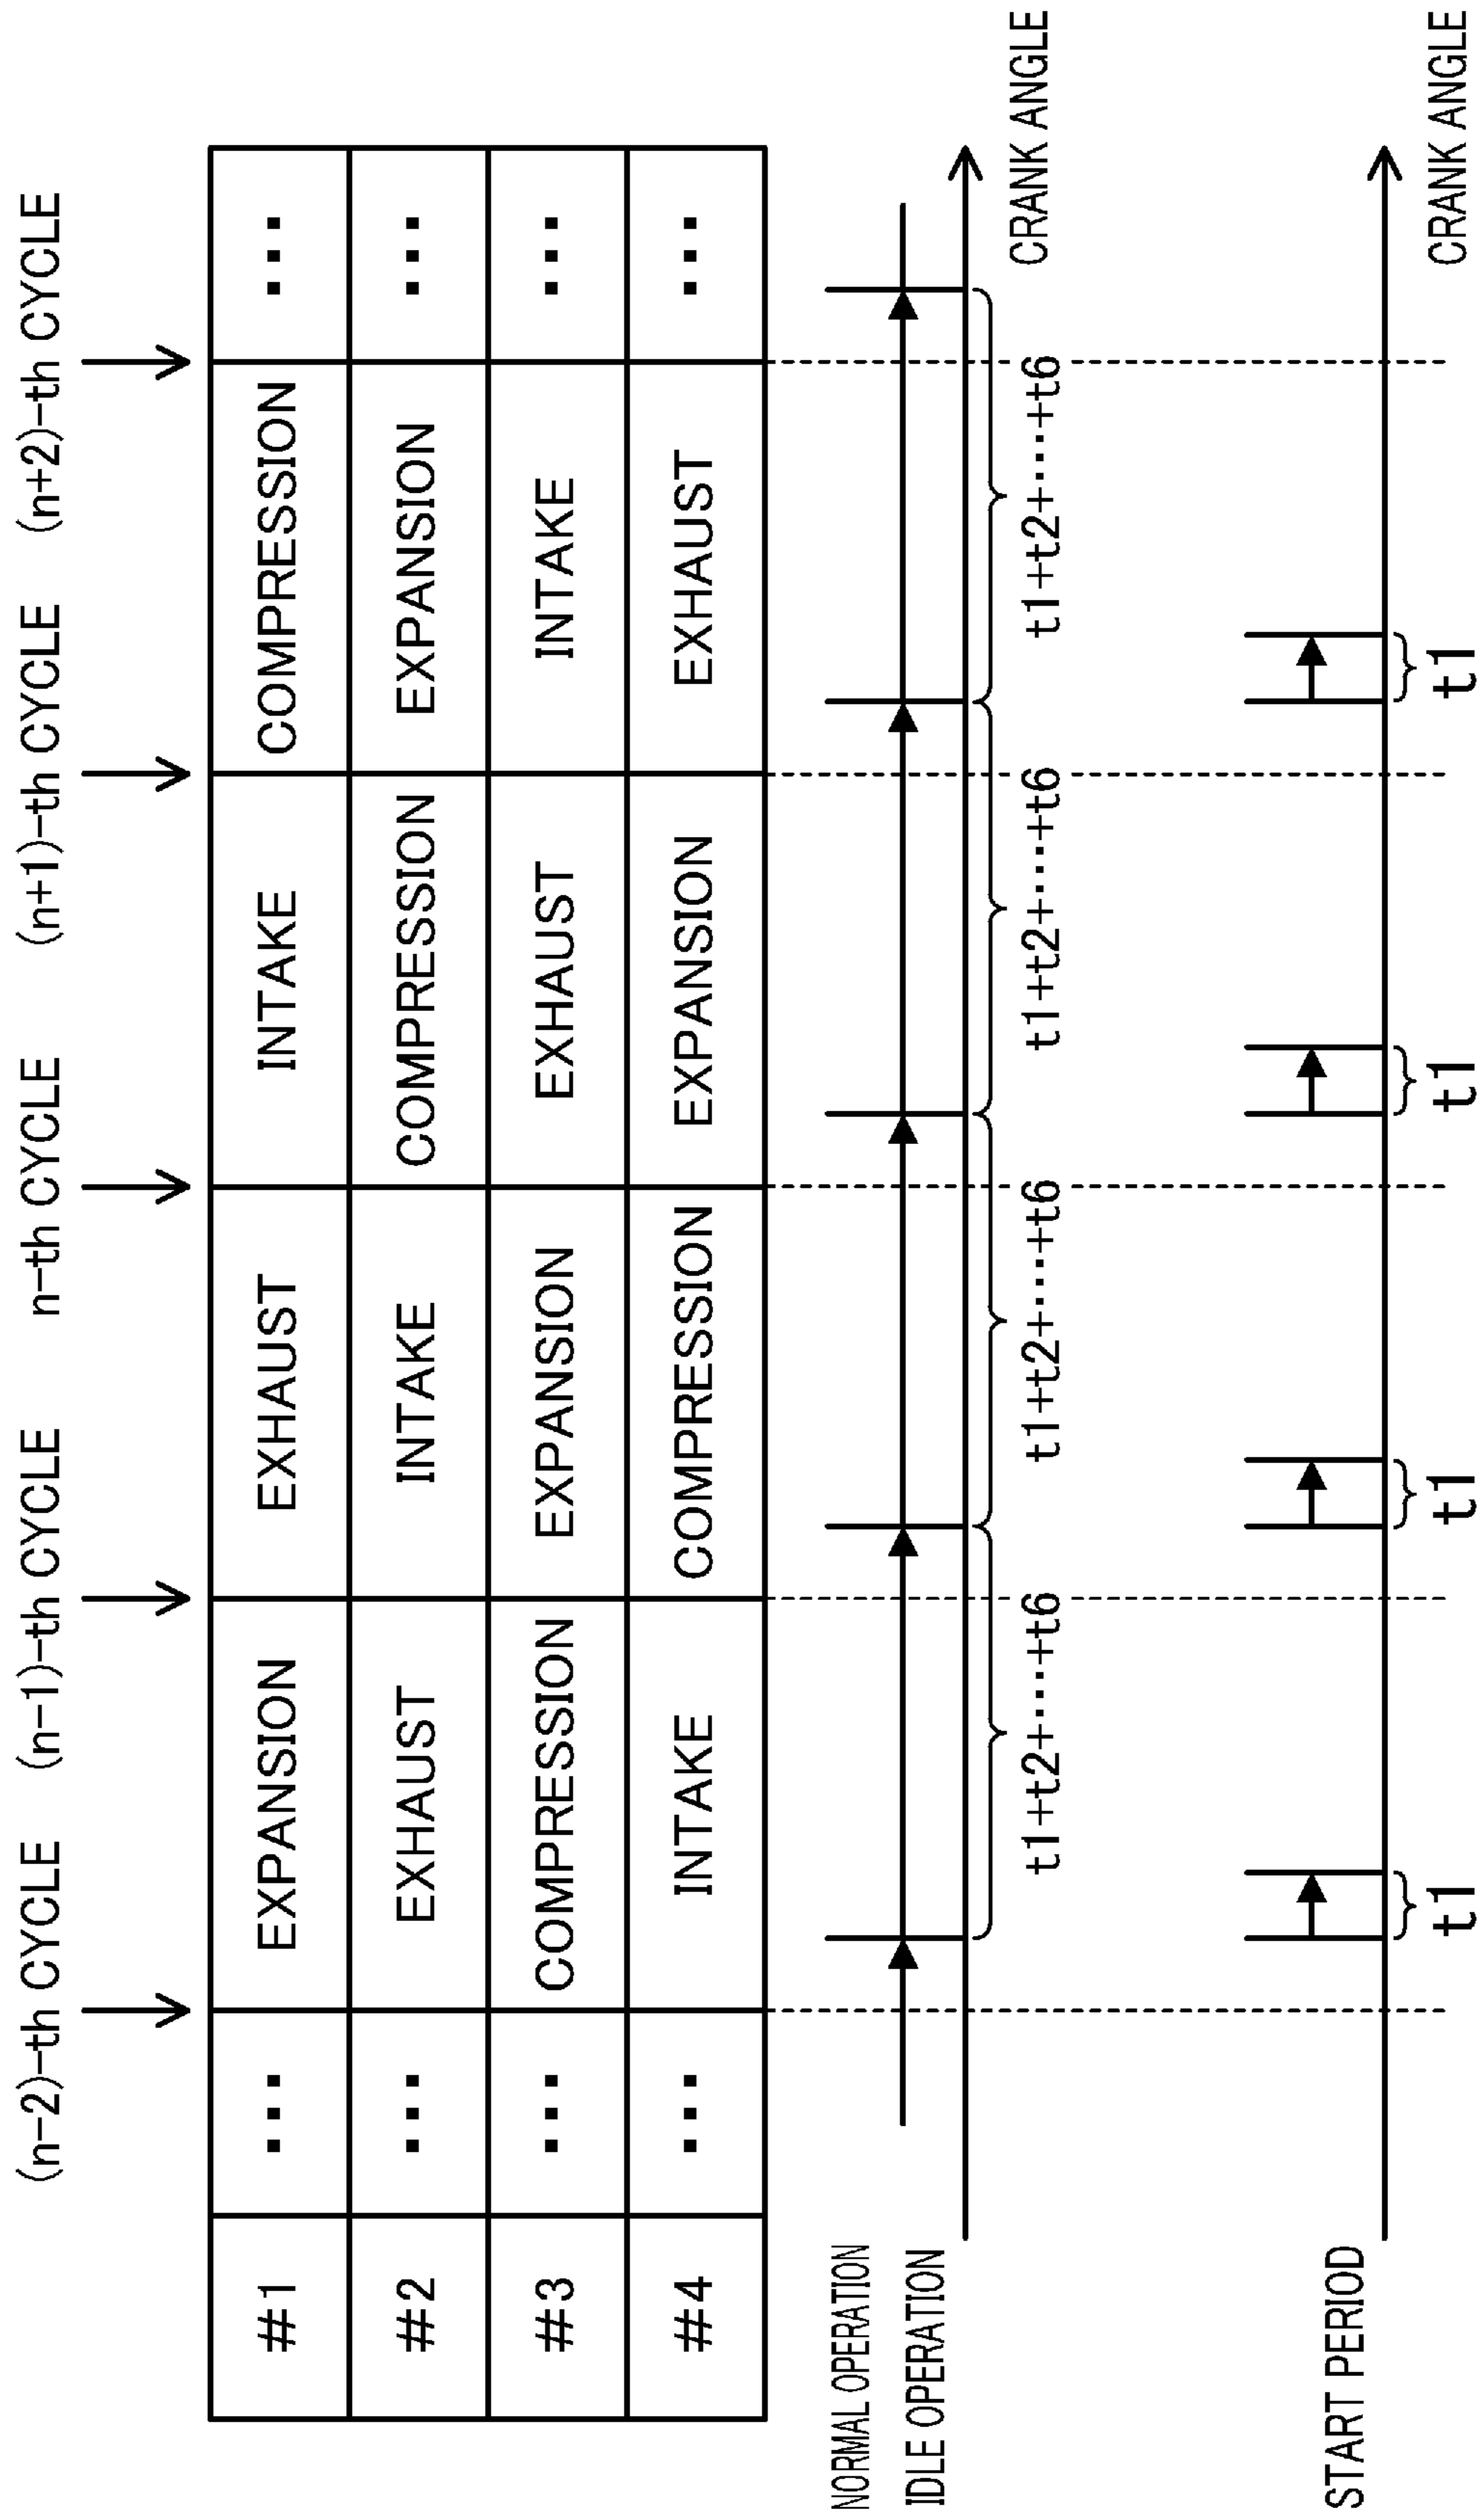 (n-2)-th CYCLE (n-1)-th CYCLE n-th CYCLE (n+1)-th CYCLE (n+2)-th CYCLE
#1 ... EXPANSION EXHAUST INTAKE COMPRESSION ...
#2 ... EXHAUST INTAKE COMPRESSION EXPANSION ...
#3 ... COMPRESSION EXPANSION EXHAUST INTAKE ...
#4 ... INTAKE COMPRESSION EXPANSION EXHAUST ...
NORMAL OPERATION
IDLE OPERATION
CRANK ANGLE
t1+t2+...+t6 t1+t2+...+t6 t1+t2+...+t6 t1+t2+...+t6
START PERIOD
CRANK ANGLE
t1 t1 t1 t1